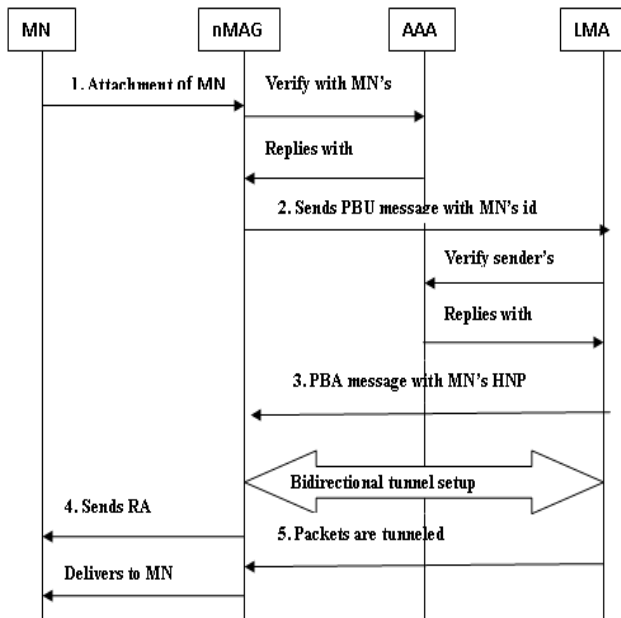 MN nMAG AAA LMA
1. Attachment of MN
Verify with MN's
Replies with
2. Sends PBU message with MN's id
Verify sender's
Replies with
3. PBA message with MN's HNP
Bidirectional tunnel setup
4. Sends RA
5. Packets are tunneled
Delivers to MN